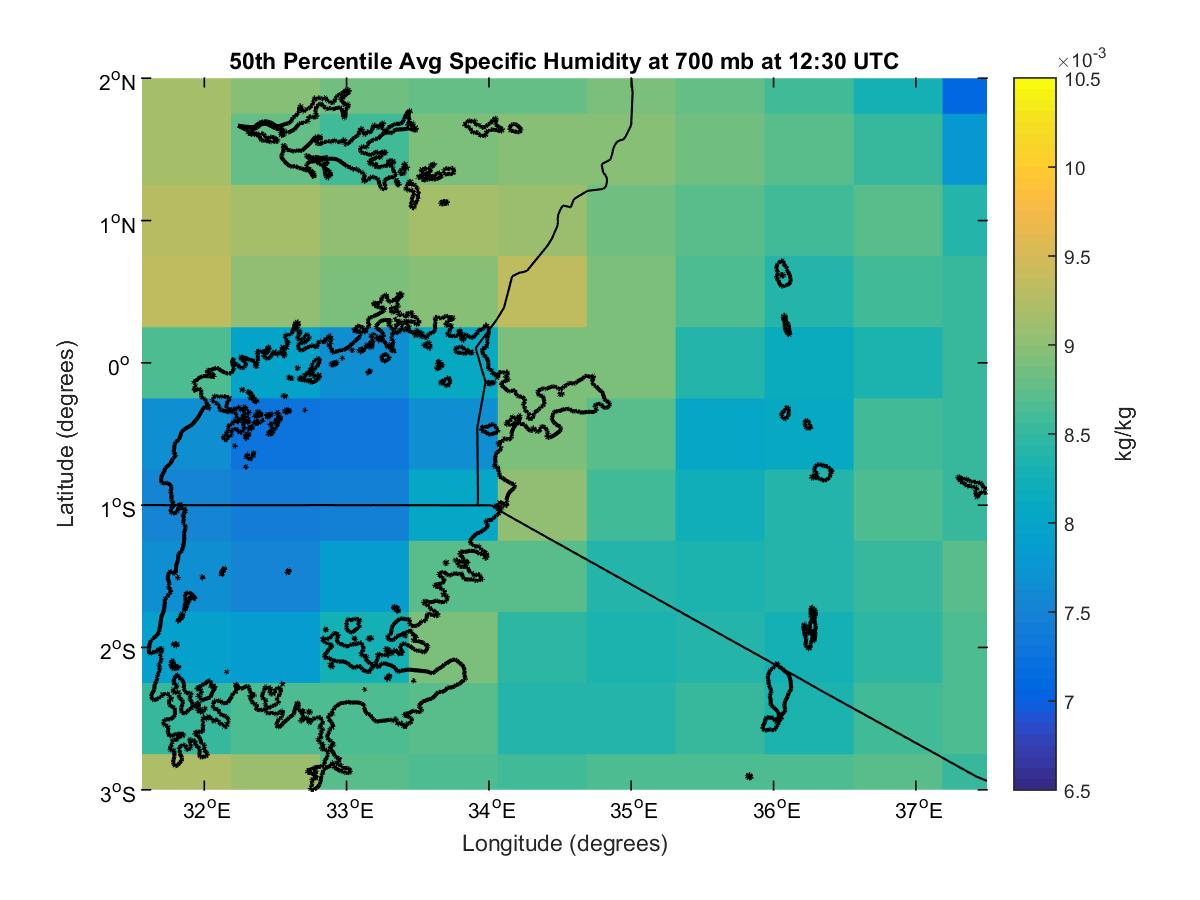 50th Percentile Avg Specific Humidity at 700 mb at 12:30 UTC
×10⁻³
2°N
1°N
0°
1°S
2°S
3°S
Latitude (degrees)
32°E 33°E 34°E 35°E 36°E 37°E
Longitude (degrees)
10.5
10
9.5
9
8.5
8
7.5
7
6.5
kg/kg